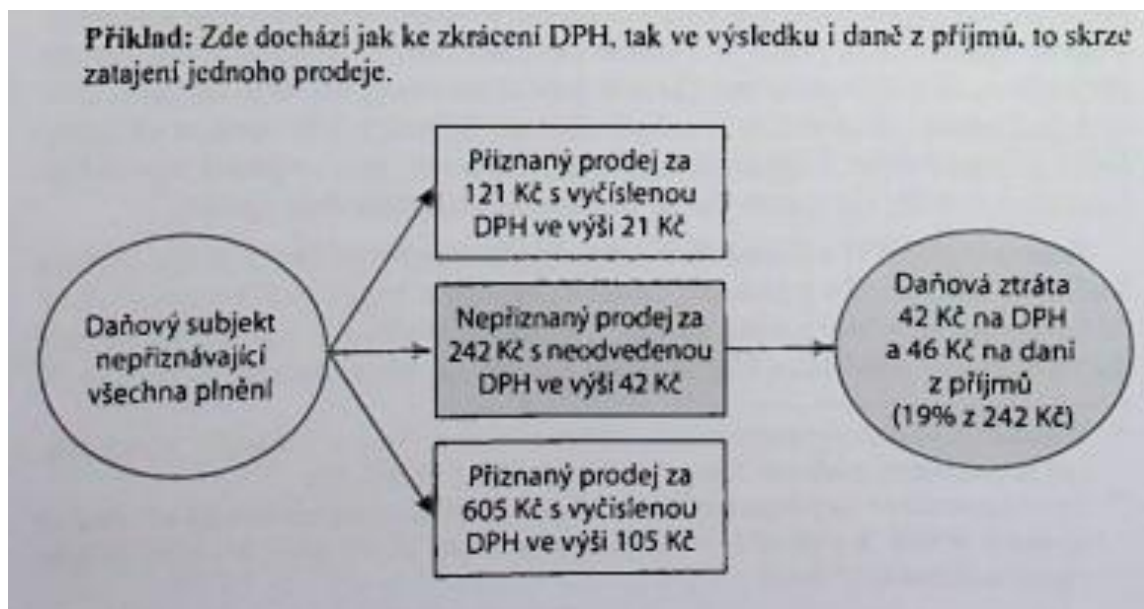 Příklad: Zde dochází jak ke zkrácení DPH, tak ve výsledku i daně z příjmů, to skrze
zatajení jednoho prodeje.
Daňový subjekt
nepřiznávající
všechna plnění
Přiznaný prodej za
121 Kč s vyčíslenou
DPH ve výši 21 Kč
Nepřiznaný prodej za
242 Kč s neodvedenou
DPH ve výši 42 Kč
Přiznaný prodej za
605 Kč s vyčíslenou
DPH ve výši 105 Kč
Daňová ztráta
42 Kč na DPH
a 46 Kč na dani
z příjmů
(19% z 242 Kč)